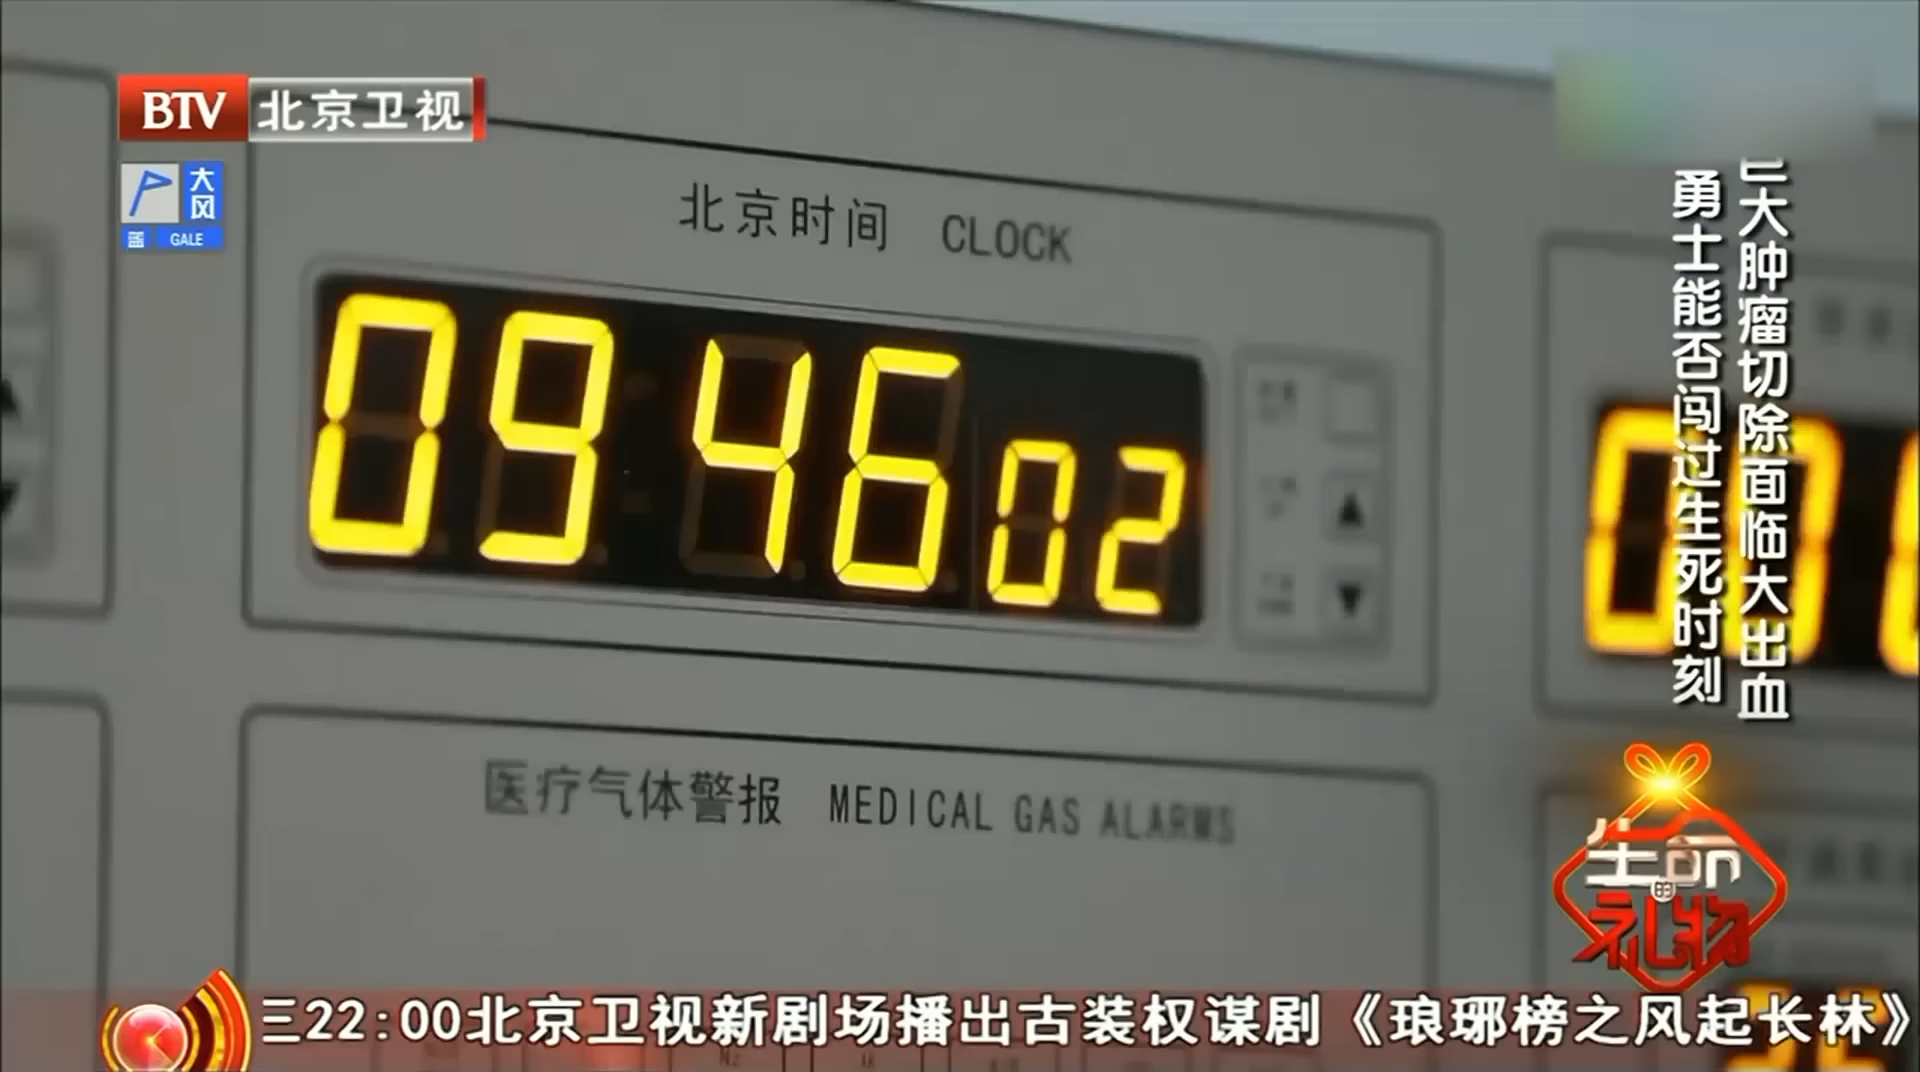 BTV 北京卫视
大风
GALE
北京时间 CLOCK
09 46 02
医疗气体警报 MEDICAL GAS ALARMS
巨大肿瘤切除面临大出血
勇士能否闯过生死时刻
生命的礼物
三22:00北京卫视新剧场播出古装权谋剧《琅琊榜之风起长林》